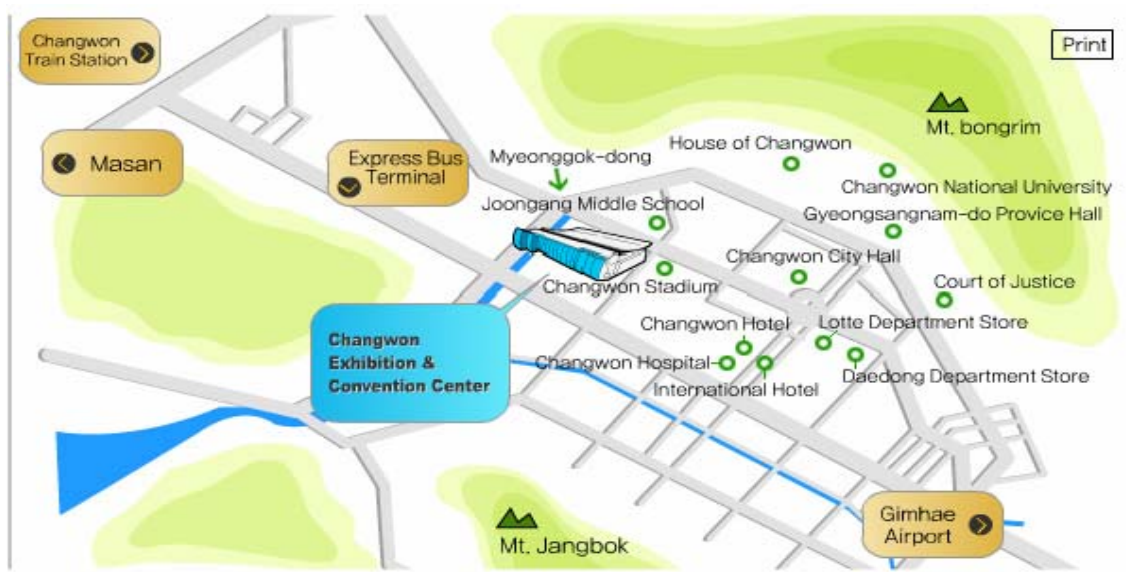 Changwon
Train Station
Print
Mt. bongrim
Masan
Express Bus
Terminal
Myeonggok-dong
House of Changwon
Changwon National University
Joongang Middle School
Gyeongsangnam-do Provice Hall
Changwon City Hall
Changwon Stadium
Court of Justice
Changwon Hotel
Lotte Department Store
Changwon
Exhibition &
Convention Center
Changwon Hospital
International Hotel
Daedong Department Store
Gimhae
Airport
Mt. Jangbok